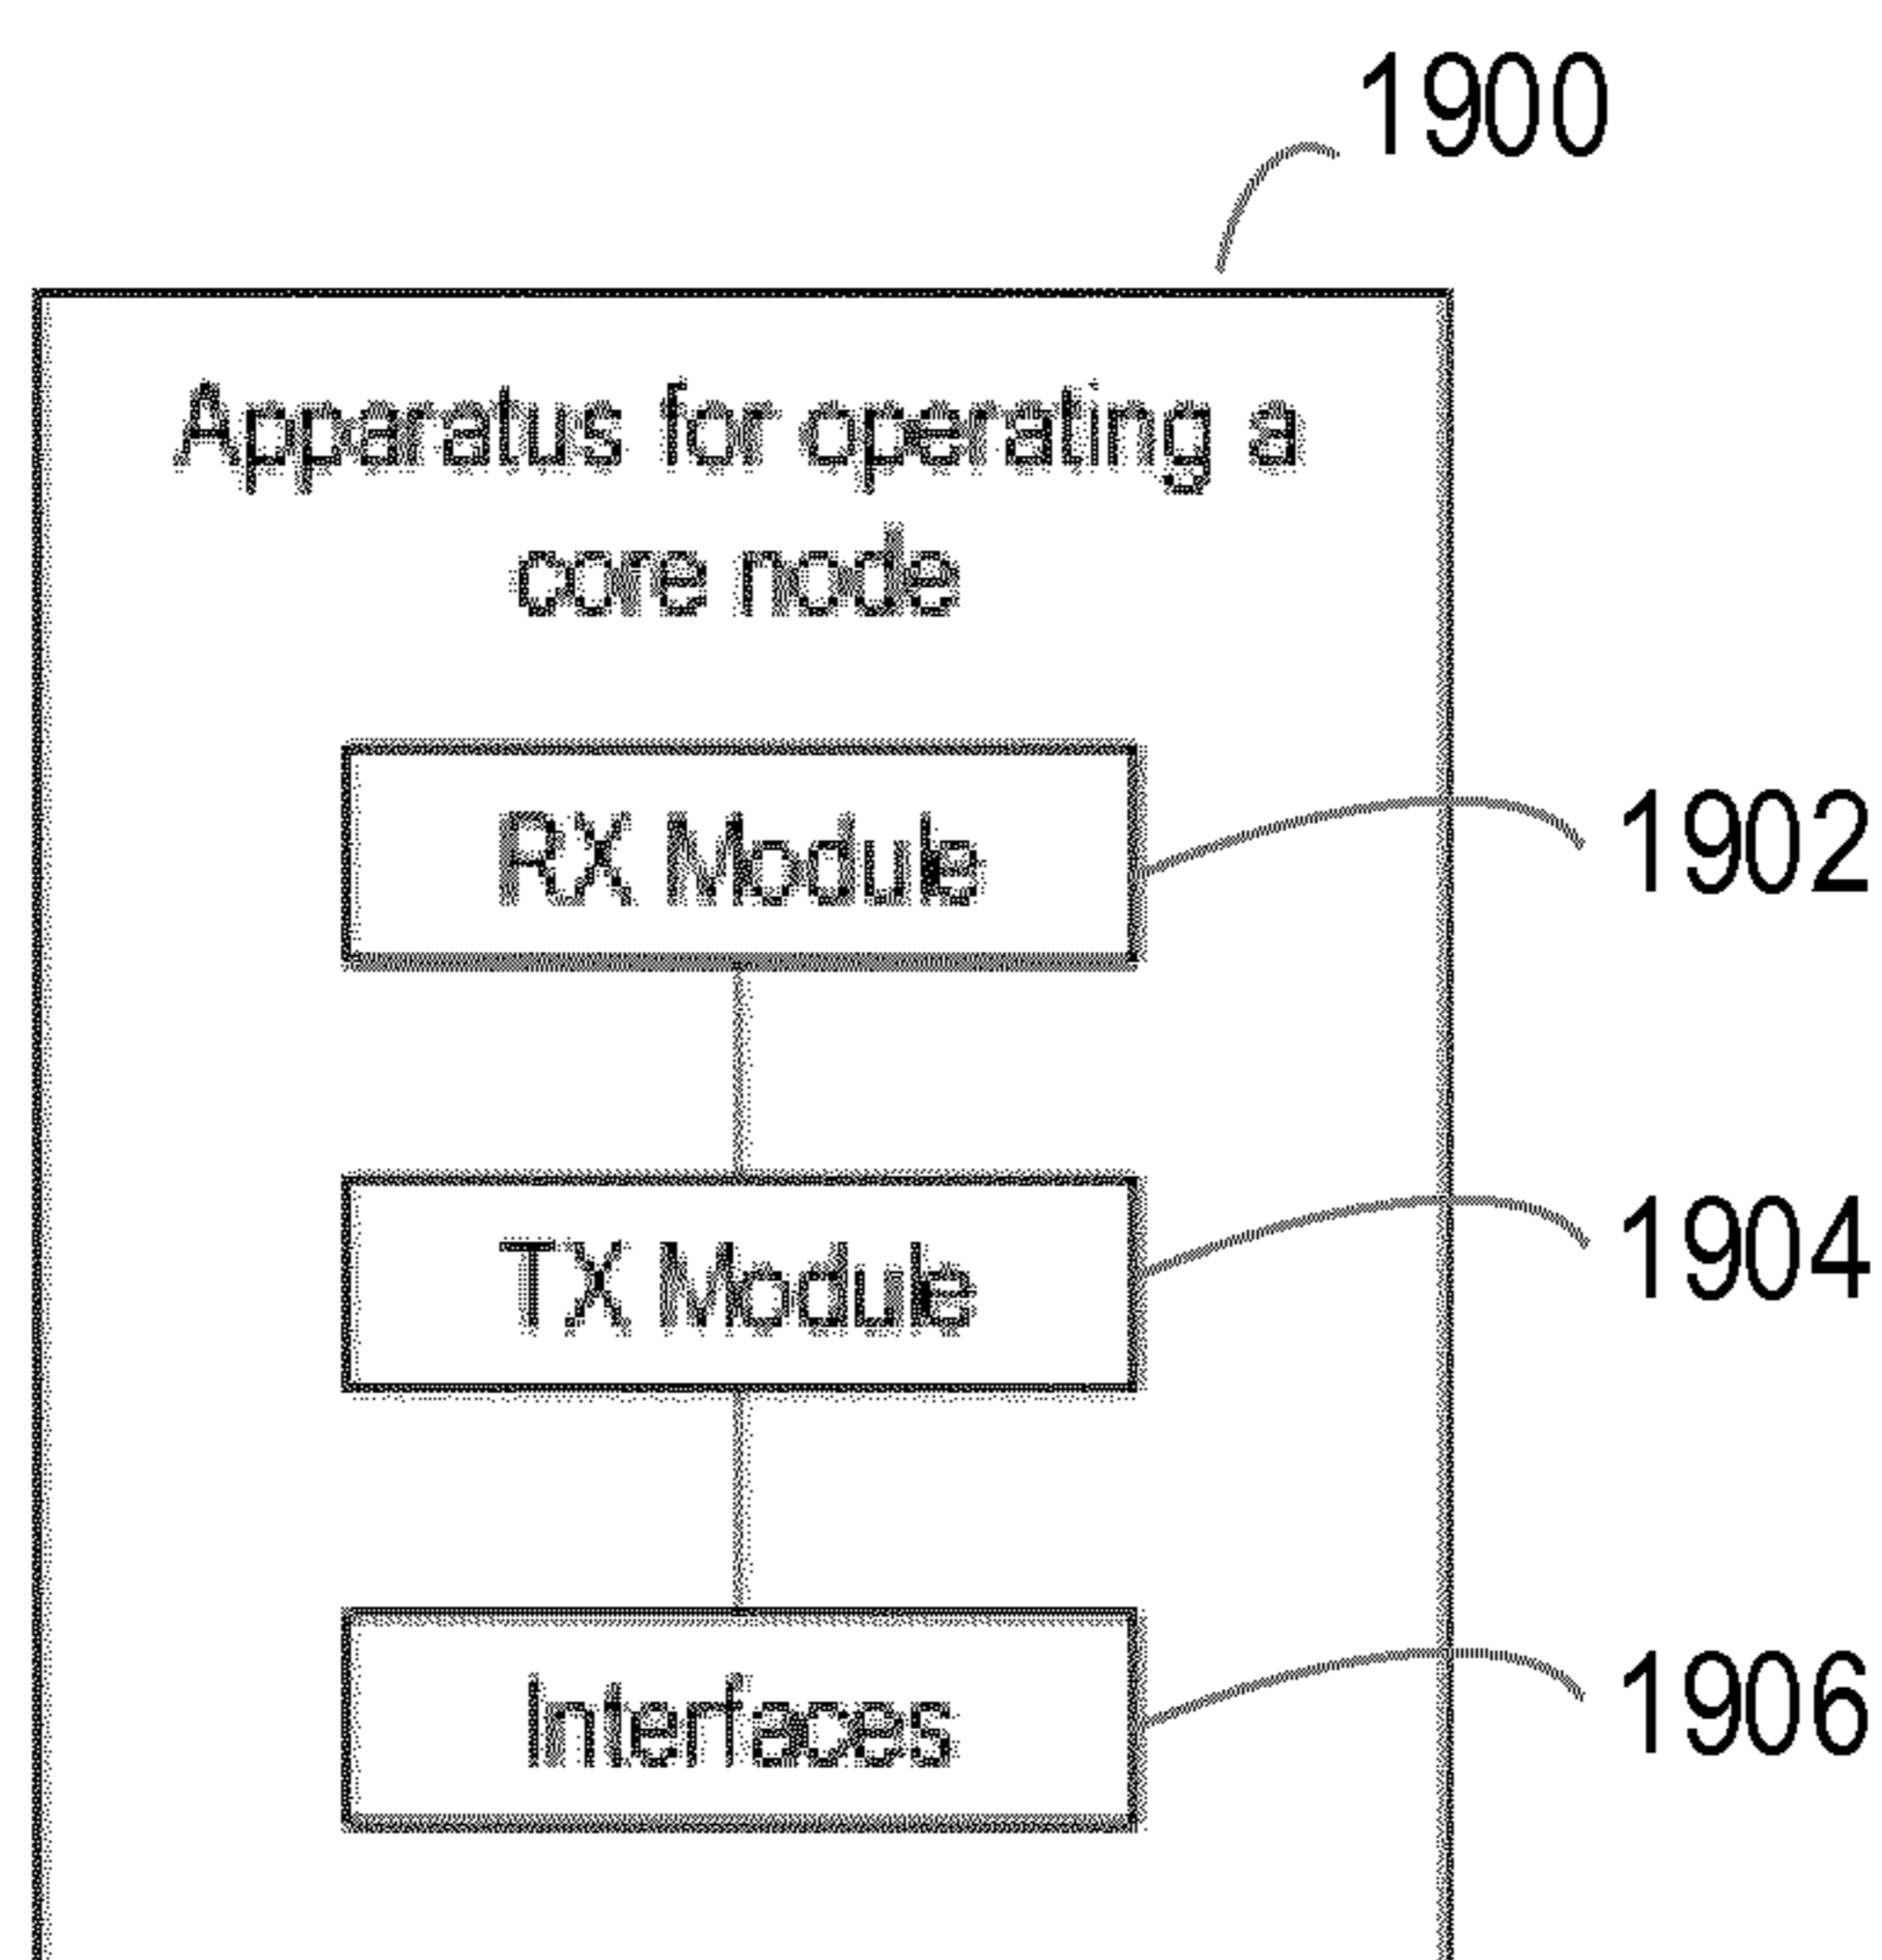 1900
Apparatus for operating a
core node
RX Module
1902
TX Module
1904
Interfaces
1906